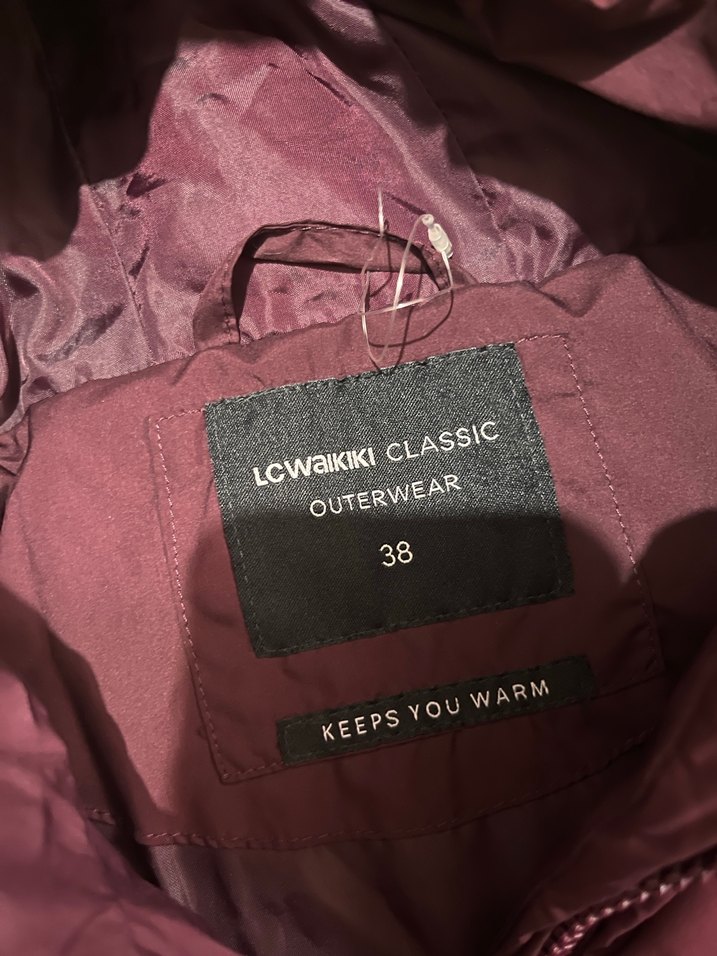 LCWAIKIKI CLASSIC
OUTERWEAR
38
KEEPS YOU WARM